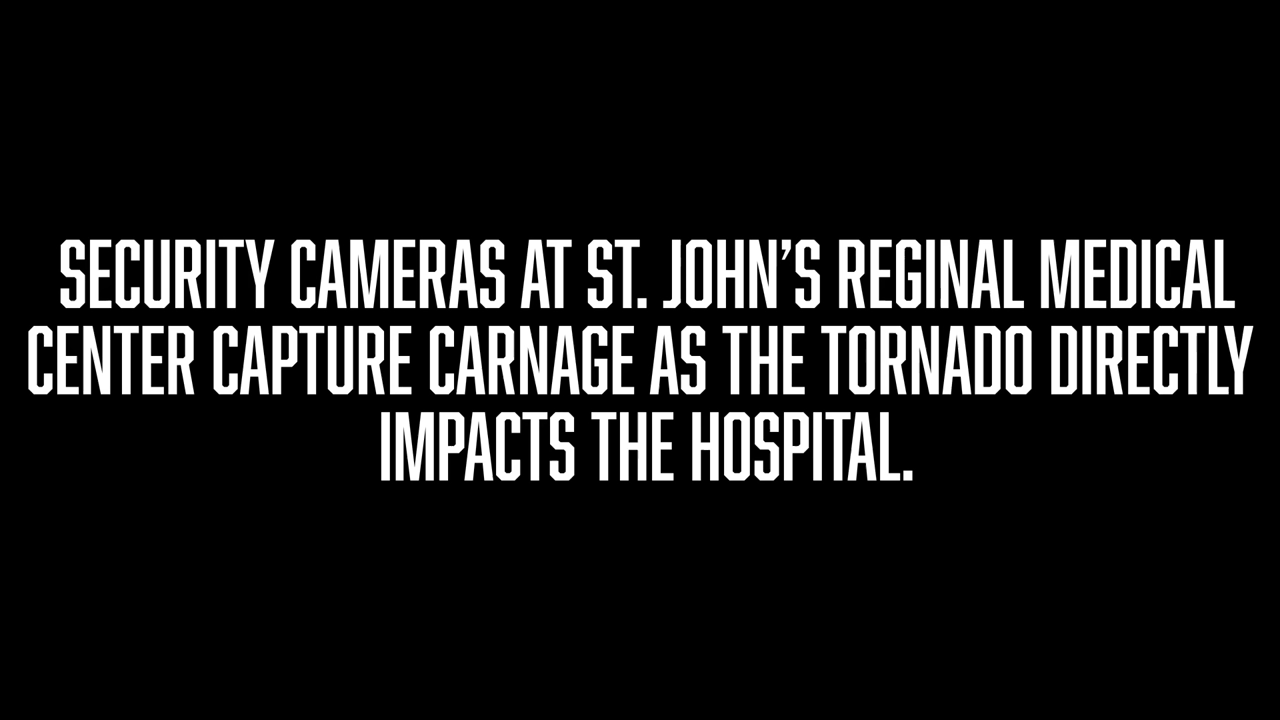 SECURITY CAMERAS AT ST. JOHN’S REGINAL MEDICAL
CENTER CAPTURE CARNAGE AS THE TORNADO DIRECTLY
IMPACTS THE HOSPITAL.